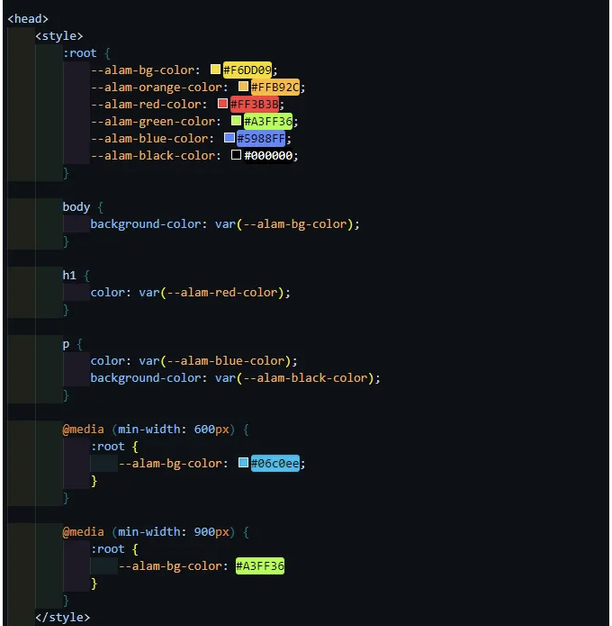 <head>
<style>
:root {
--alam-bg-color: #F6DD09;
--alam-orange-color: #FFB92C;
--alam-red-color: #FF3B3B;
--alam-green-color: #A3FF36;
--alam-blue-color: #5988FF;
--alam-black-color: #000000;
}
body {
background-color: var(--alam-bg-color);
}
h1 {
color: var(--alam-red-color);
}
p {
color: var(--alam-blue-color);
background-color: var(--alam-black-color);
}
@media (min-width: 600px) {
:root {
--alam-bg-color: #06c0ee;
}
}
@media (min-width: 900px) {
:root {
--alam-bg-color: #A3FF36
}
}
</style>